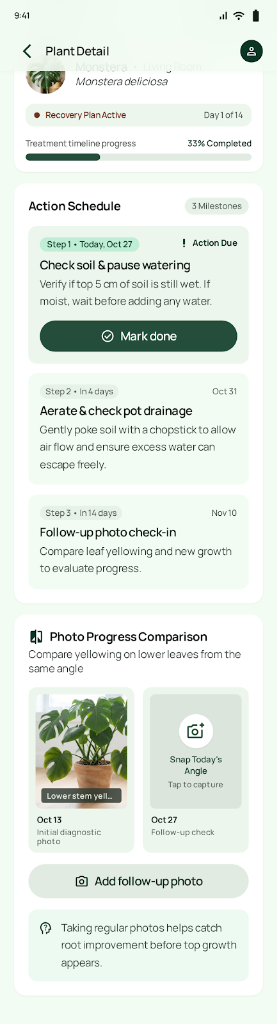 9:41
Plant Detail
Monstera deliciosa
Recovery Plan Active
Day 1 of 14
Treatment timeline progress
33% Completed
Action Schedule
3 Milestones
Step 1 • Today, Oct 27
Action Due
Check soil & pause watering
Verify if top 5 cm of soil is still wet. If
moist, wait before adding any water.
Mark done
Step 2 • In 4 days
Oct 31
Aerate & check pot drainage
Gently poke soil with a chopstick to allow
air flow and ensure excess water can
escape freely.
Step 3 • In 14 days
Nov 10
Follow-up photo check-in
Compare leaf yellowing and new growth
to evaluate progress.
Photo Progress Comparison
Compare yellowing on lower leaves from the
same angle
Lower stem yell...
Snap Today's
Angle
Tap to capture
Oct 13
Initial diagnostic
photo
Oct 27
Follow-up check
Add follow-up photo
Taking regular photos helps catch
root improvement before top growth
appears.